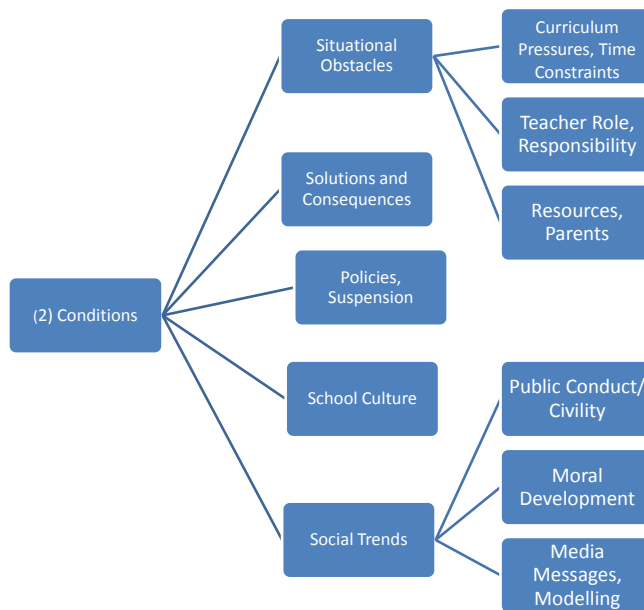 (2) Conditions
Situational
Obstacles
Curriculum
Pressures, Time
Constraints
Teacher Role,
Responsibility
Resources,
Parents
Solutions and
Consequences
Policies,
Suspension
School Culture
Social Trends
Public Conduct/
Civility
Moral
Development
Media
Messages,
Modelling